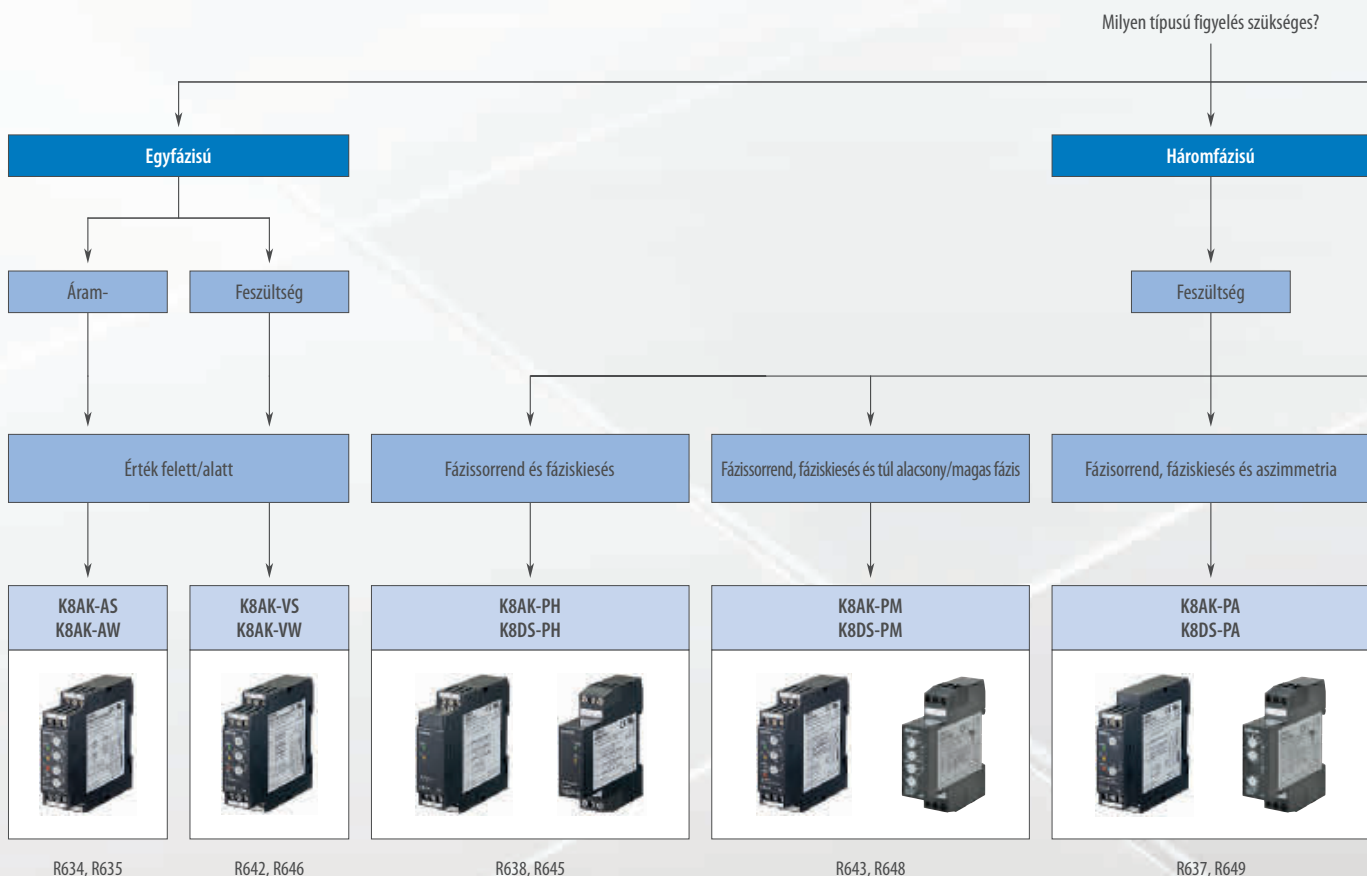 Milyen típusú figyelés szükséges?
Egyfázisú
Háromfázisú
Áram-
Feszültség
Feszültség
Érték felett/alatt
Fázissorrend és fáziskiesés
Fázissorrend, fáziskiesés és túl alacsony/magas fázis
Fázisorrend, fáziskiesés és aszimmetria
K8AK-AS
K8AK-AW
K8AK-VS
K8AK-VW
K8AK-PH
K8DS-PH
K8AK-PM
K8DS-PM
K8AK-PA
K8DS-PA
R634, R635
R642, R646
R638, R645
R643, R648
R637, R649